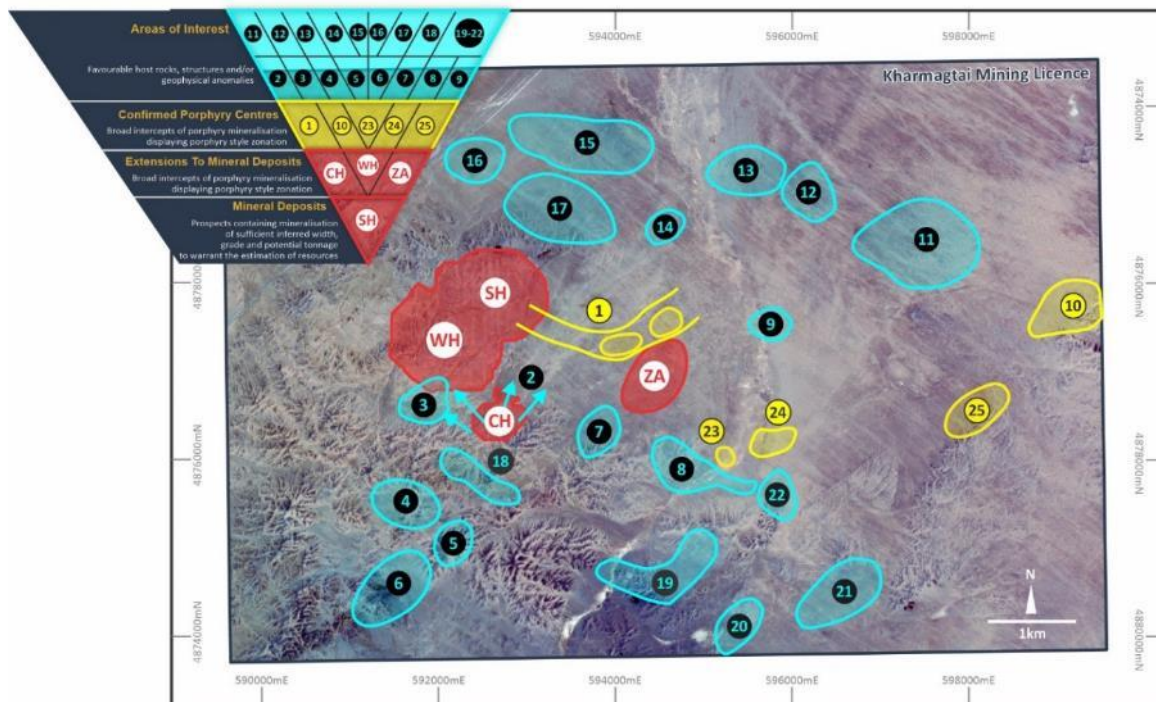 Areas of Interest
11 12 13 14 15 16 17 18 19-22
Favourable host rocks, structures and/or
geophysical anomalies
2 3 4 5 6 7 8 9
Confirmed Porphyry Centres
Broad intercepts of porphyry mineralisation
displaying porphyry style zonation
1 10 23 24 25
Extensions To Mineral Deposits
Broad intercepts of porphyry mineralisation
displaying porphyry style zonation
CH WH ZA
Mineral Deposits
Prospects containing mineralisation
of sufficient inferred width,
grade and potential tonnage
to warrant the estimation of resources
SH
594000mE 596000mE 598000mE
Kharmagtai Mining Licence
4874000mN
15
16
13
12
17
14
11
4878000mN
4876000mN
SH
10
1
9
WH
ZA
2
3
CH
25
24
7
23
4876000mN
4878000mN
18
8
22
4
5
6
19
21
20
N
1km
4874000mN
4880000mN
590000mE 592000mE 594000mE 596000mE 598000mE